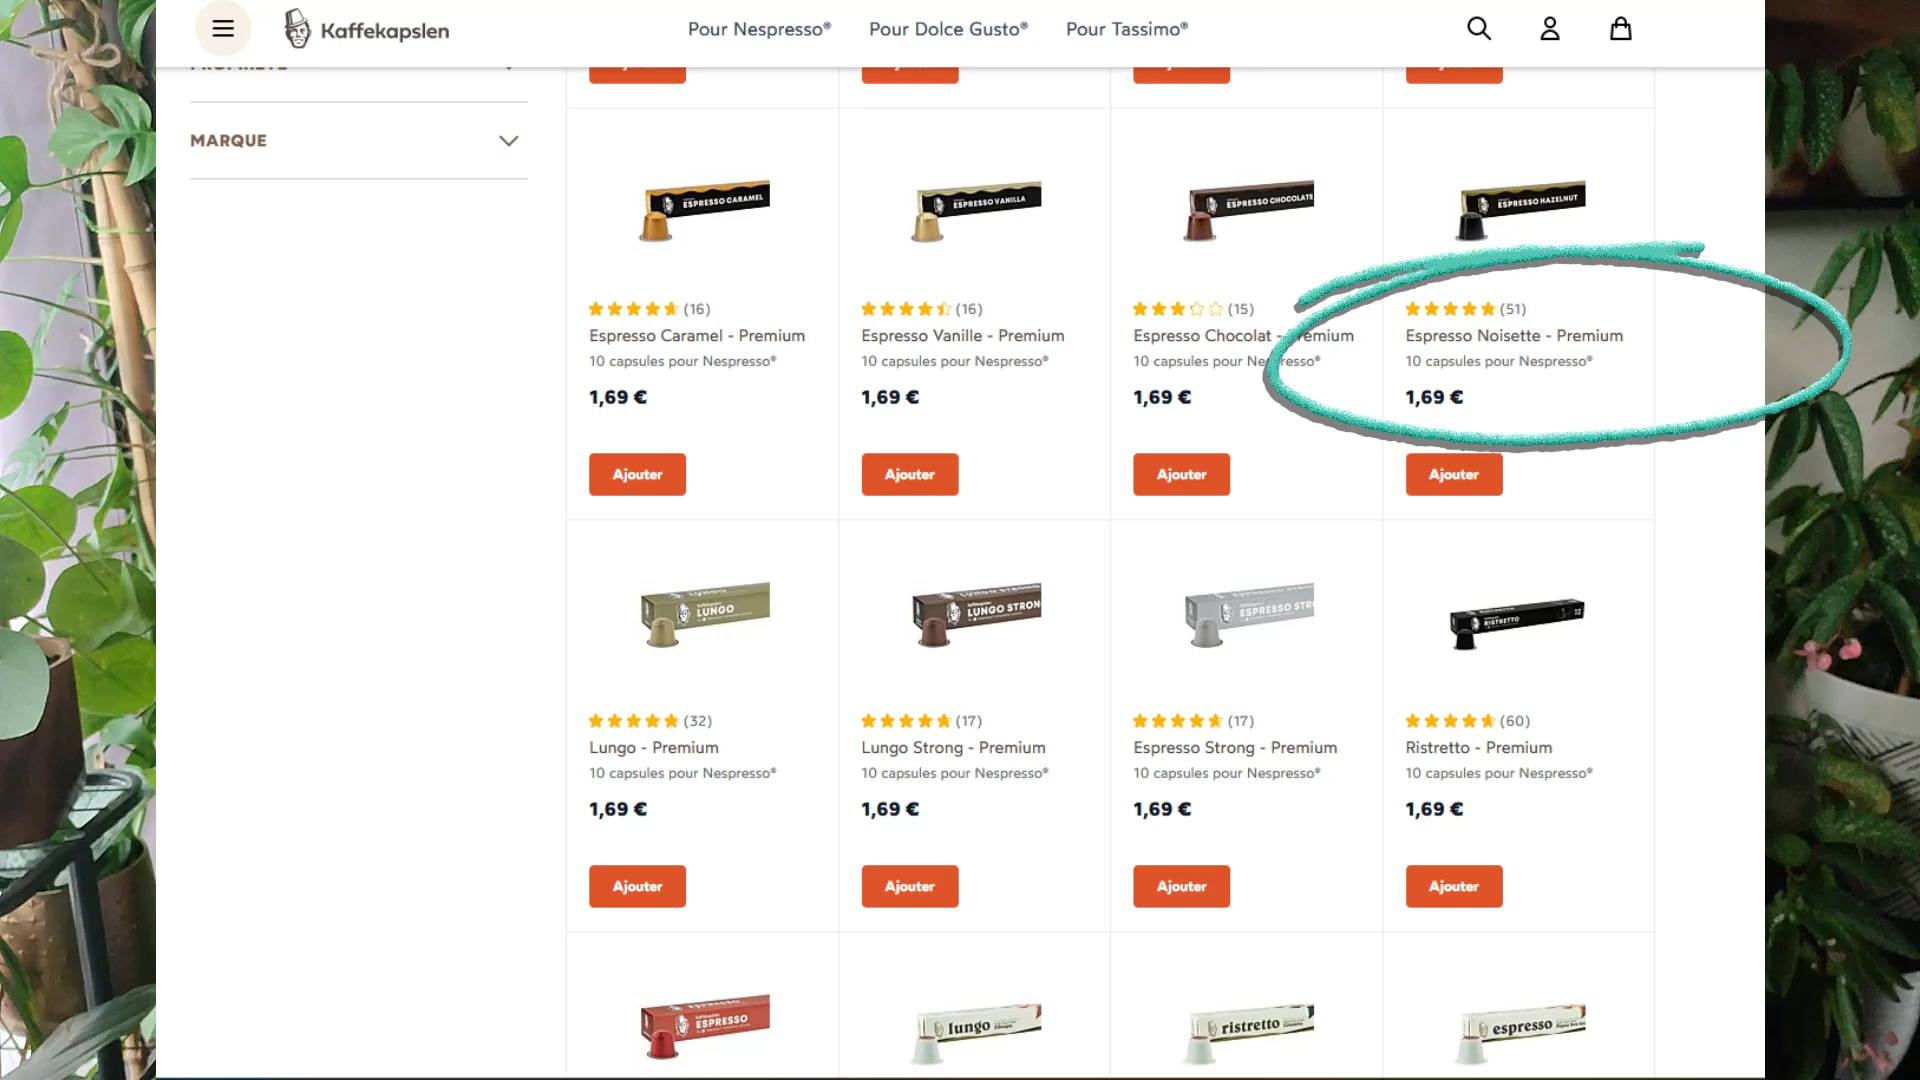 Kaffekapslen
Pour Nespresso®
Pour Dolce Gusto®
Pour Tassimo®
MARQUE
ESPRESSO CARAMEL
ESPRESSO VANILLA
ESPRESSO CHOCOLATE
ESPRESSO HAZELNUT
(16)
(16)
(15)
(51)
Espresso Caramel - Premium
Espresso Vanille - Premium
Espresso Chocolat - Premium
Espresso Noisette - Premium
10 capsules pour Nespresso®
10 capsules pour Nespresso®
10 capsules pour Nespresso®
10 capsules pour Nespresso®
1,69 €
1,69 €
1,69 €
1,69 €
Ajouter
Ajouter
Ajouter
Ajouter
LUNGO
LUNGO STRON
ESPRESSO STR
RISTRETTO
12
(32)
(17)
(17)
(60)
Lungo - Premium
Lungo Strong - Premium
Espresso Strong - Premium
Ristretto - Premium
10 capsules pour Nespresso®
10 capsules pour Nespresso®
10 capsules pour Nespresso®
10 capsules pour Nespresso®
1,69 €
1,69 €
1,69 €
1,69 €
Ajouter
Ajouter
Ajouter
Ajouter
ESPRESSO
lungo
ristretto
espresso